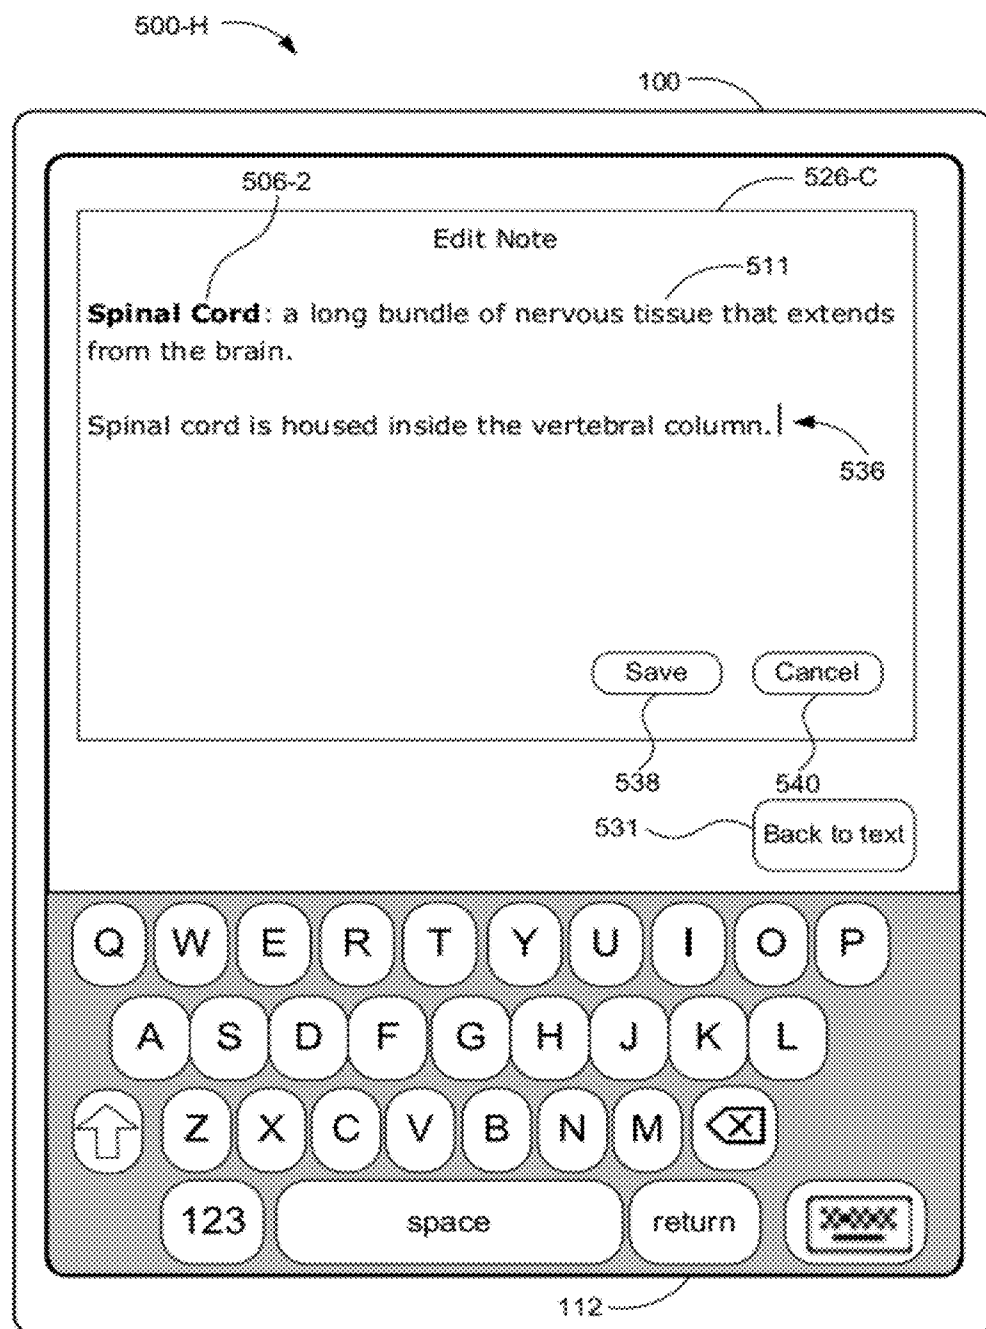 500-H
100
506-2
526-C
Edit Note
511
Spinal Cord: a long bundle of nervous tissue that extends
from the brain.
Spinal cord is housed inside the vertebral column.
536
Save Cancel
538 540
531 Back to text
Q W E R T Y U I O P
A S D F G H J K L
Z X C V B N M X
123 space return
112